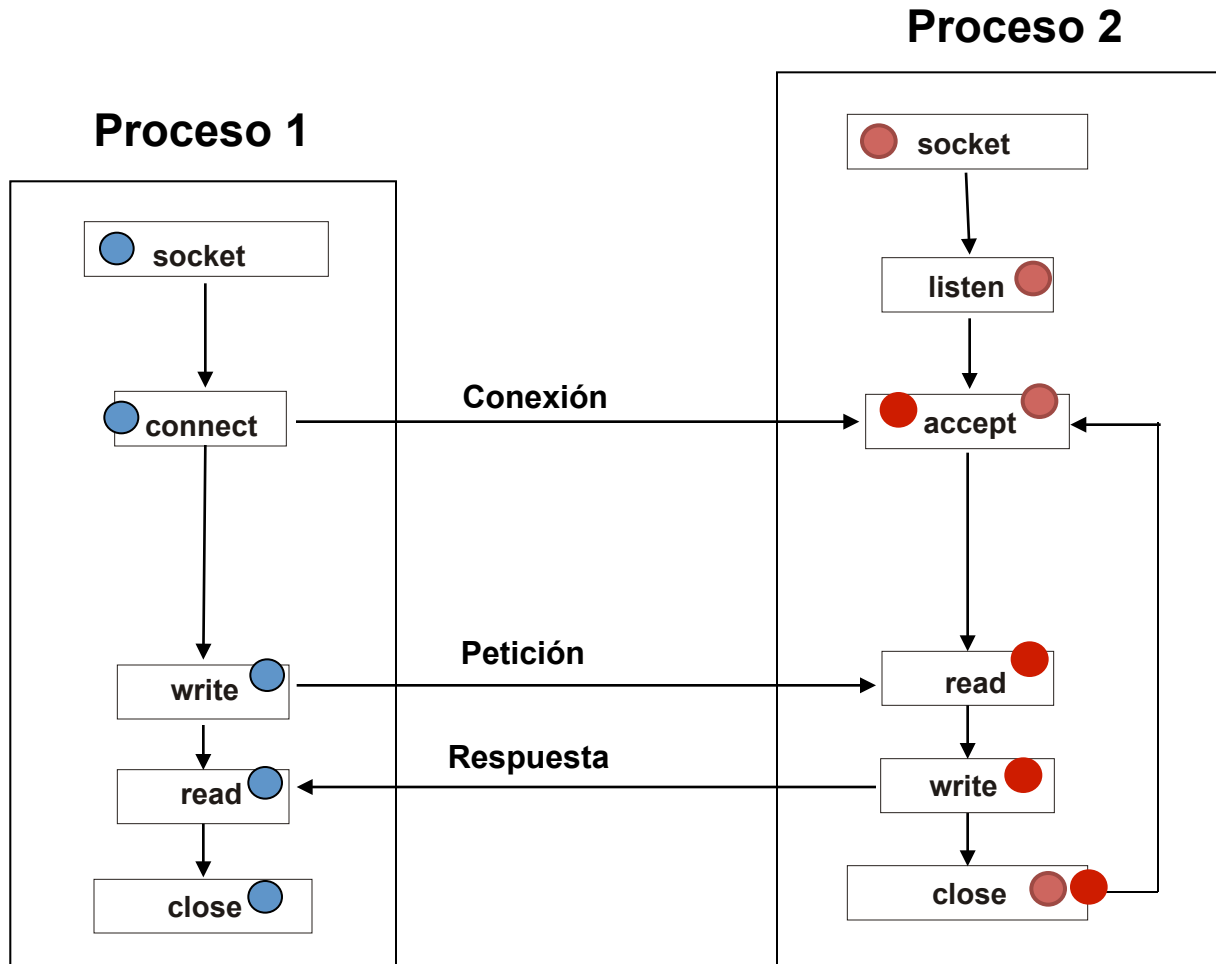 Proceso 2
Proceso 1
socket
socket
listen
Conexión
connect
accept
Petición
write
read
Respuesta
read
write
close
close